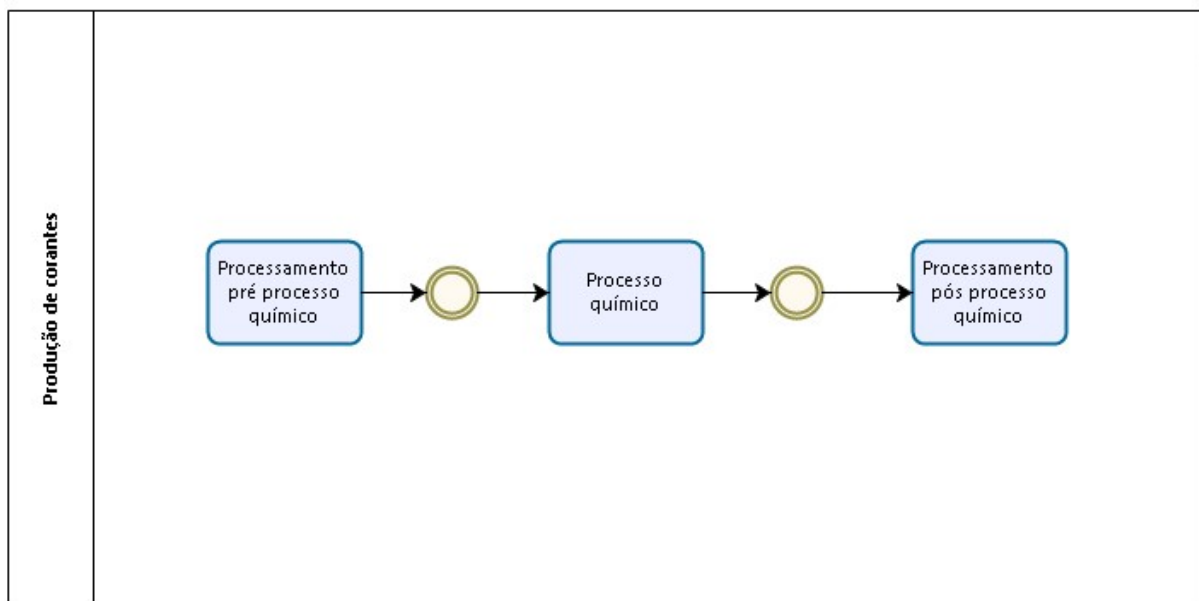 Produção de corantes
Processamento
pré processo
químico
Processo
químico
Processamento
pós processo
químico